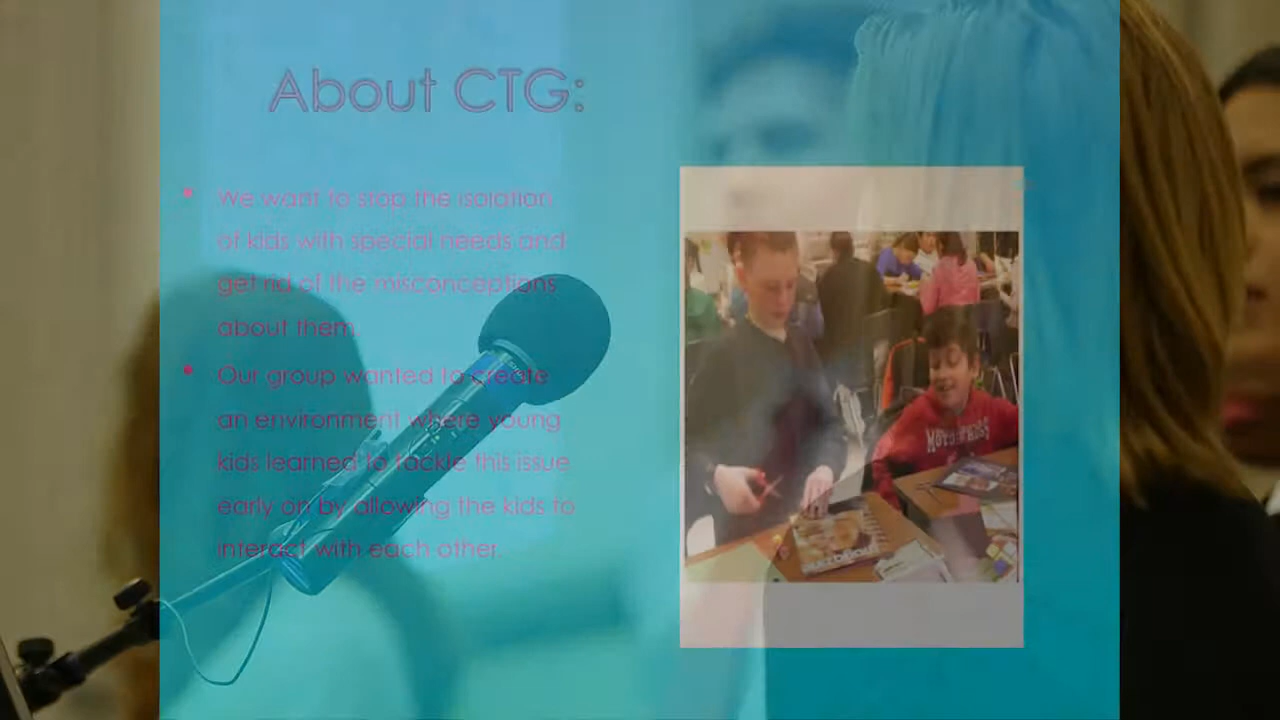 About CTG:
• We want to stop the isolation
of kids with special needs and
get rid of the misconceptions
about them.
• Our group wanted to create
an environment where young
kids learned to tackle this issue
early on by allowing the kids to
interact with each other.